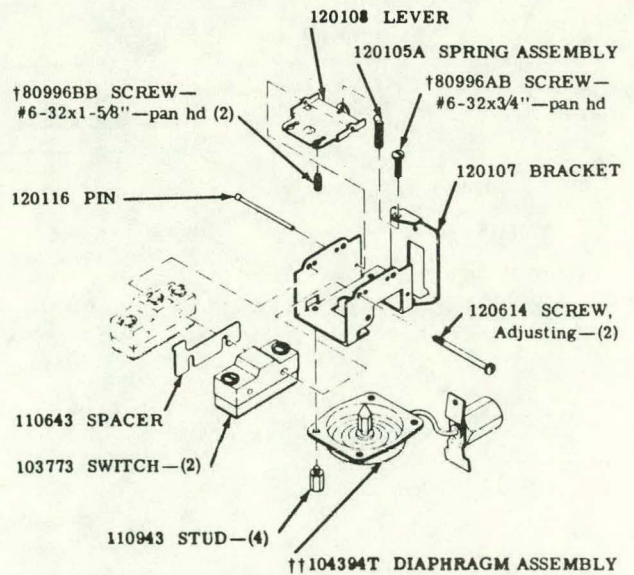 120108 LEVER
120105A SPRING ASSEMBLY
†80996BB SCREW—
#6-32x1-5/8"—pan hd (2)
†80996AB SCREW—
#6-32x3/4"—pan hd
120107 BRACKET
120116 PIN
120614 SCREW,
Adjusting—(2)
110643 SPACER
103773 SWITCH—(2)
110943 STUD—(4)
††104394T DIAPHRAGM ASSEMBLY